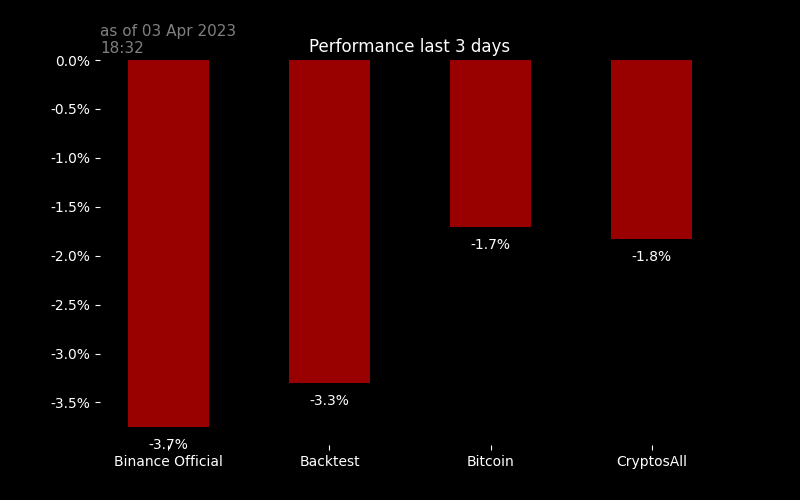 as of 03 Apr 2023
18:32
Performance last 3 days
0.0%
-0.5%
-1.0%
-1.5%
-2.0%
-2.5%
-3.0%
-3.5%
-3.7%
-3.3%
-1.7%
-1.8%
Binance Official
Backtest
Bitcoin
CryptosAll